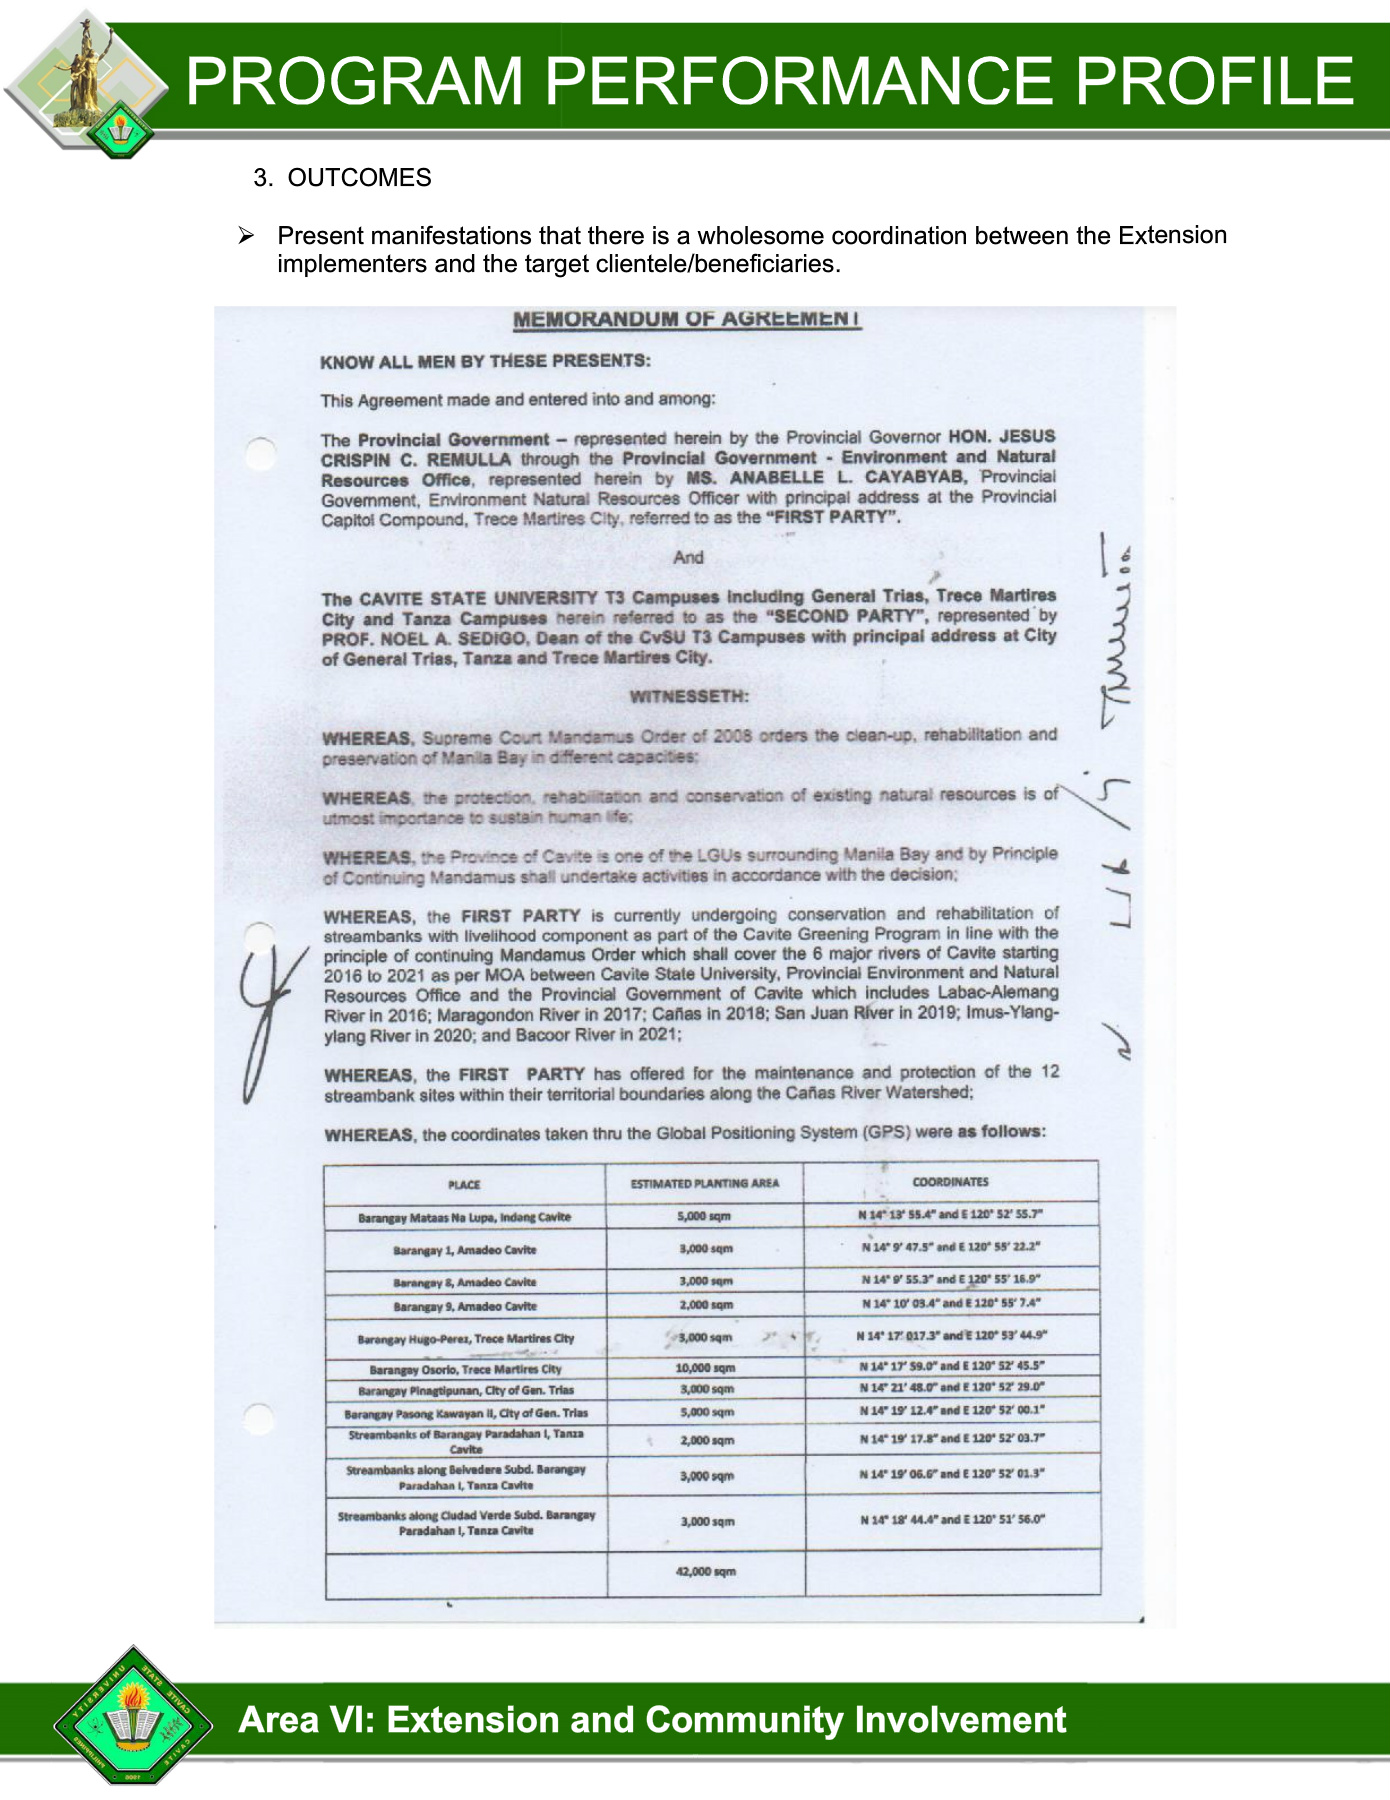 PROGRAM PERFORMANCE PROFILE
3. OUTCOMES
➢ Present manifestations that there is a wholesome coordination between the Extension
implementers and the target clientele/beneficiaries.
MEMORANDUM OF AGREEMENT
KNOW ALL MEN BY THESE PRESENTS:
This Agreement made and entered into and among:
The Provincial Government – represented herein by the Provincial Governor HON. JESUS
CRISPIN C. REMULLA through the Provincial Government - Environment and Natural
Resources Office, represented herein by MS. ANABELLE L. CAYABYAB, Provincial
Government, Environment Natural Resources Officer with principal address at the Provincial
Capitol Compound, Trece Martires City, referred to as the “FIRST PARTY”.
And
The CAVITE STATE UNIVERSITY T3 Campuses including General Trias, Trece Martires
City and Tanza Campuses herein referred to as the “SECOND PARTY”, represented by
PROF. NOEL A. SEDIGO, Dean of the CvSU T3 Campuses with principal address at City
of General Trias, Tanza and Trece Martires City.
WITNESSETH:
WHEREAS, Supreme Court Mandamus Order of 2008 orders the clean-up, rehabilitation and
preservation of Manila Bay in different capacities;
WHEREAS, the protection, rehabilitation and conservation of existing natural resources is of
utmost importance to sustain human life;
WHEREAS, the Province of Cavite is one of the LGUs surrounding Manila Bay and by Principle
of Continuing Mandamus shall undertake activities in accordance with the decision;
WHEREAS, the FIRST PARTY is currently undergoing conservation and rehabilitation of
streambanks with livelihood component as part of the Cavite Greening Program in line with the
principle of continuing Mandamus Order which shall cover the 6 major rivers of Cavite starting
2016 to 2021 as per MOA between Cavite State University, Provincial Environment and Natural
Resources Office and the Provincial Government of Cavite which includes Labac-Alemang
River in 2016; Maragondon River in 2017; Cañas in 2018; San Juan River in 2019; Imus-Ylang-
ylang River in 2020; and Bacoor River in 2021;
WHEREAS, the FIRST PARTY has offered for the maintenance and protection of the 12
streambank sites within their territorial boundaries along the Cañas River Watershed;
WHEREAS, the coordinates taken thru the Global Positioning System (GPS) were as follows:
PLACE ESTIMATED PLANTING AREA COORDINATES
Barangay Mataas Na Lupa, Indang Cavite 5,000 sqm N 14° 13' 55.4" and E 120° 52' 55.7"
Barangay 1, Amadeo Cavite 3,000 sqm N 14° 9' 47.5" and E 120° 55' 22.2"
Barangay 8, Amadeo Cavite 3,000 sqm N 14° 9' 55.3" and E 120° 55' 16.9"
Barangay 9, Amadeo Cavite 2,000 sqm N 14° 10' 03.4" and E 120° 55' 7.4"
Barangay Hugo-Perez, Trece Martires City 3,000 sqm N 14° 17' 017.3" and E 120° 53' 44.9"
Barangay Osorio, Trece Martires City 10,000 sqm N 14° 17' 59.0" and E 120° 52' 45.5"
Barangay Pinagtipunan, City of Gen. Trias 3,000 sqm N 14° 21' 48.0" and E 120° 52' 29.0"
Barangay Pasong Kawayan II, City of Gen. Trias 5,000 sqm N 14° 19' 12.4" and E 120° 52' 00.1"
Streambanks of Barangay Paradahan I, Tanza
Cavite 2,000 sqm N 14° 19' 17.8" and E 120° 52' 03.7"
Streambanks along Belvedere Subd. Barangay
Paradahan I, Tanza Cavite 3,000 sqm N 14° 19' 06.6" and E 120° 52' 01.3"
Streambanks along Ciudad Verde Subd. Barangay
Paradahan I, Tanza Cavite 3,000 sqm N 14° 18' 44.4" and E 120° 51' 56.0"
42,000 sqm
CAVITE STATE UNIVERSITY
CAVITE PHILIPPINES
Area VI: Extension and Community Involvement